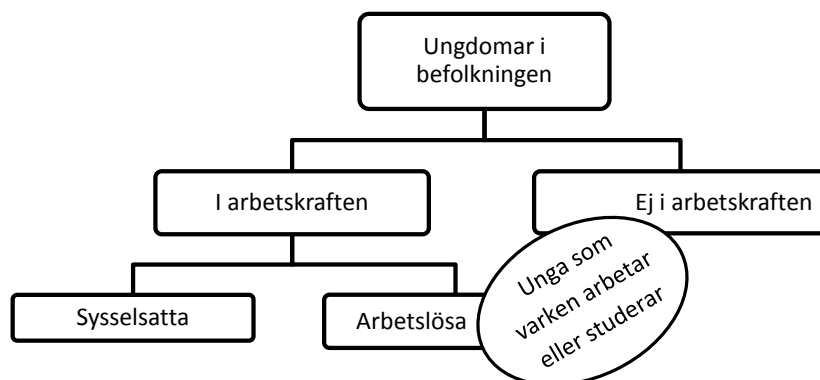 Ungdomar i
befolkningen
I arbetskraften
Ej i arbetskraften
Unga som
varken arbetar
eller studerar
Sysselsatta
Arbetslösa